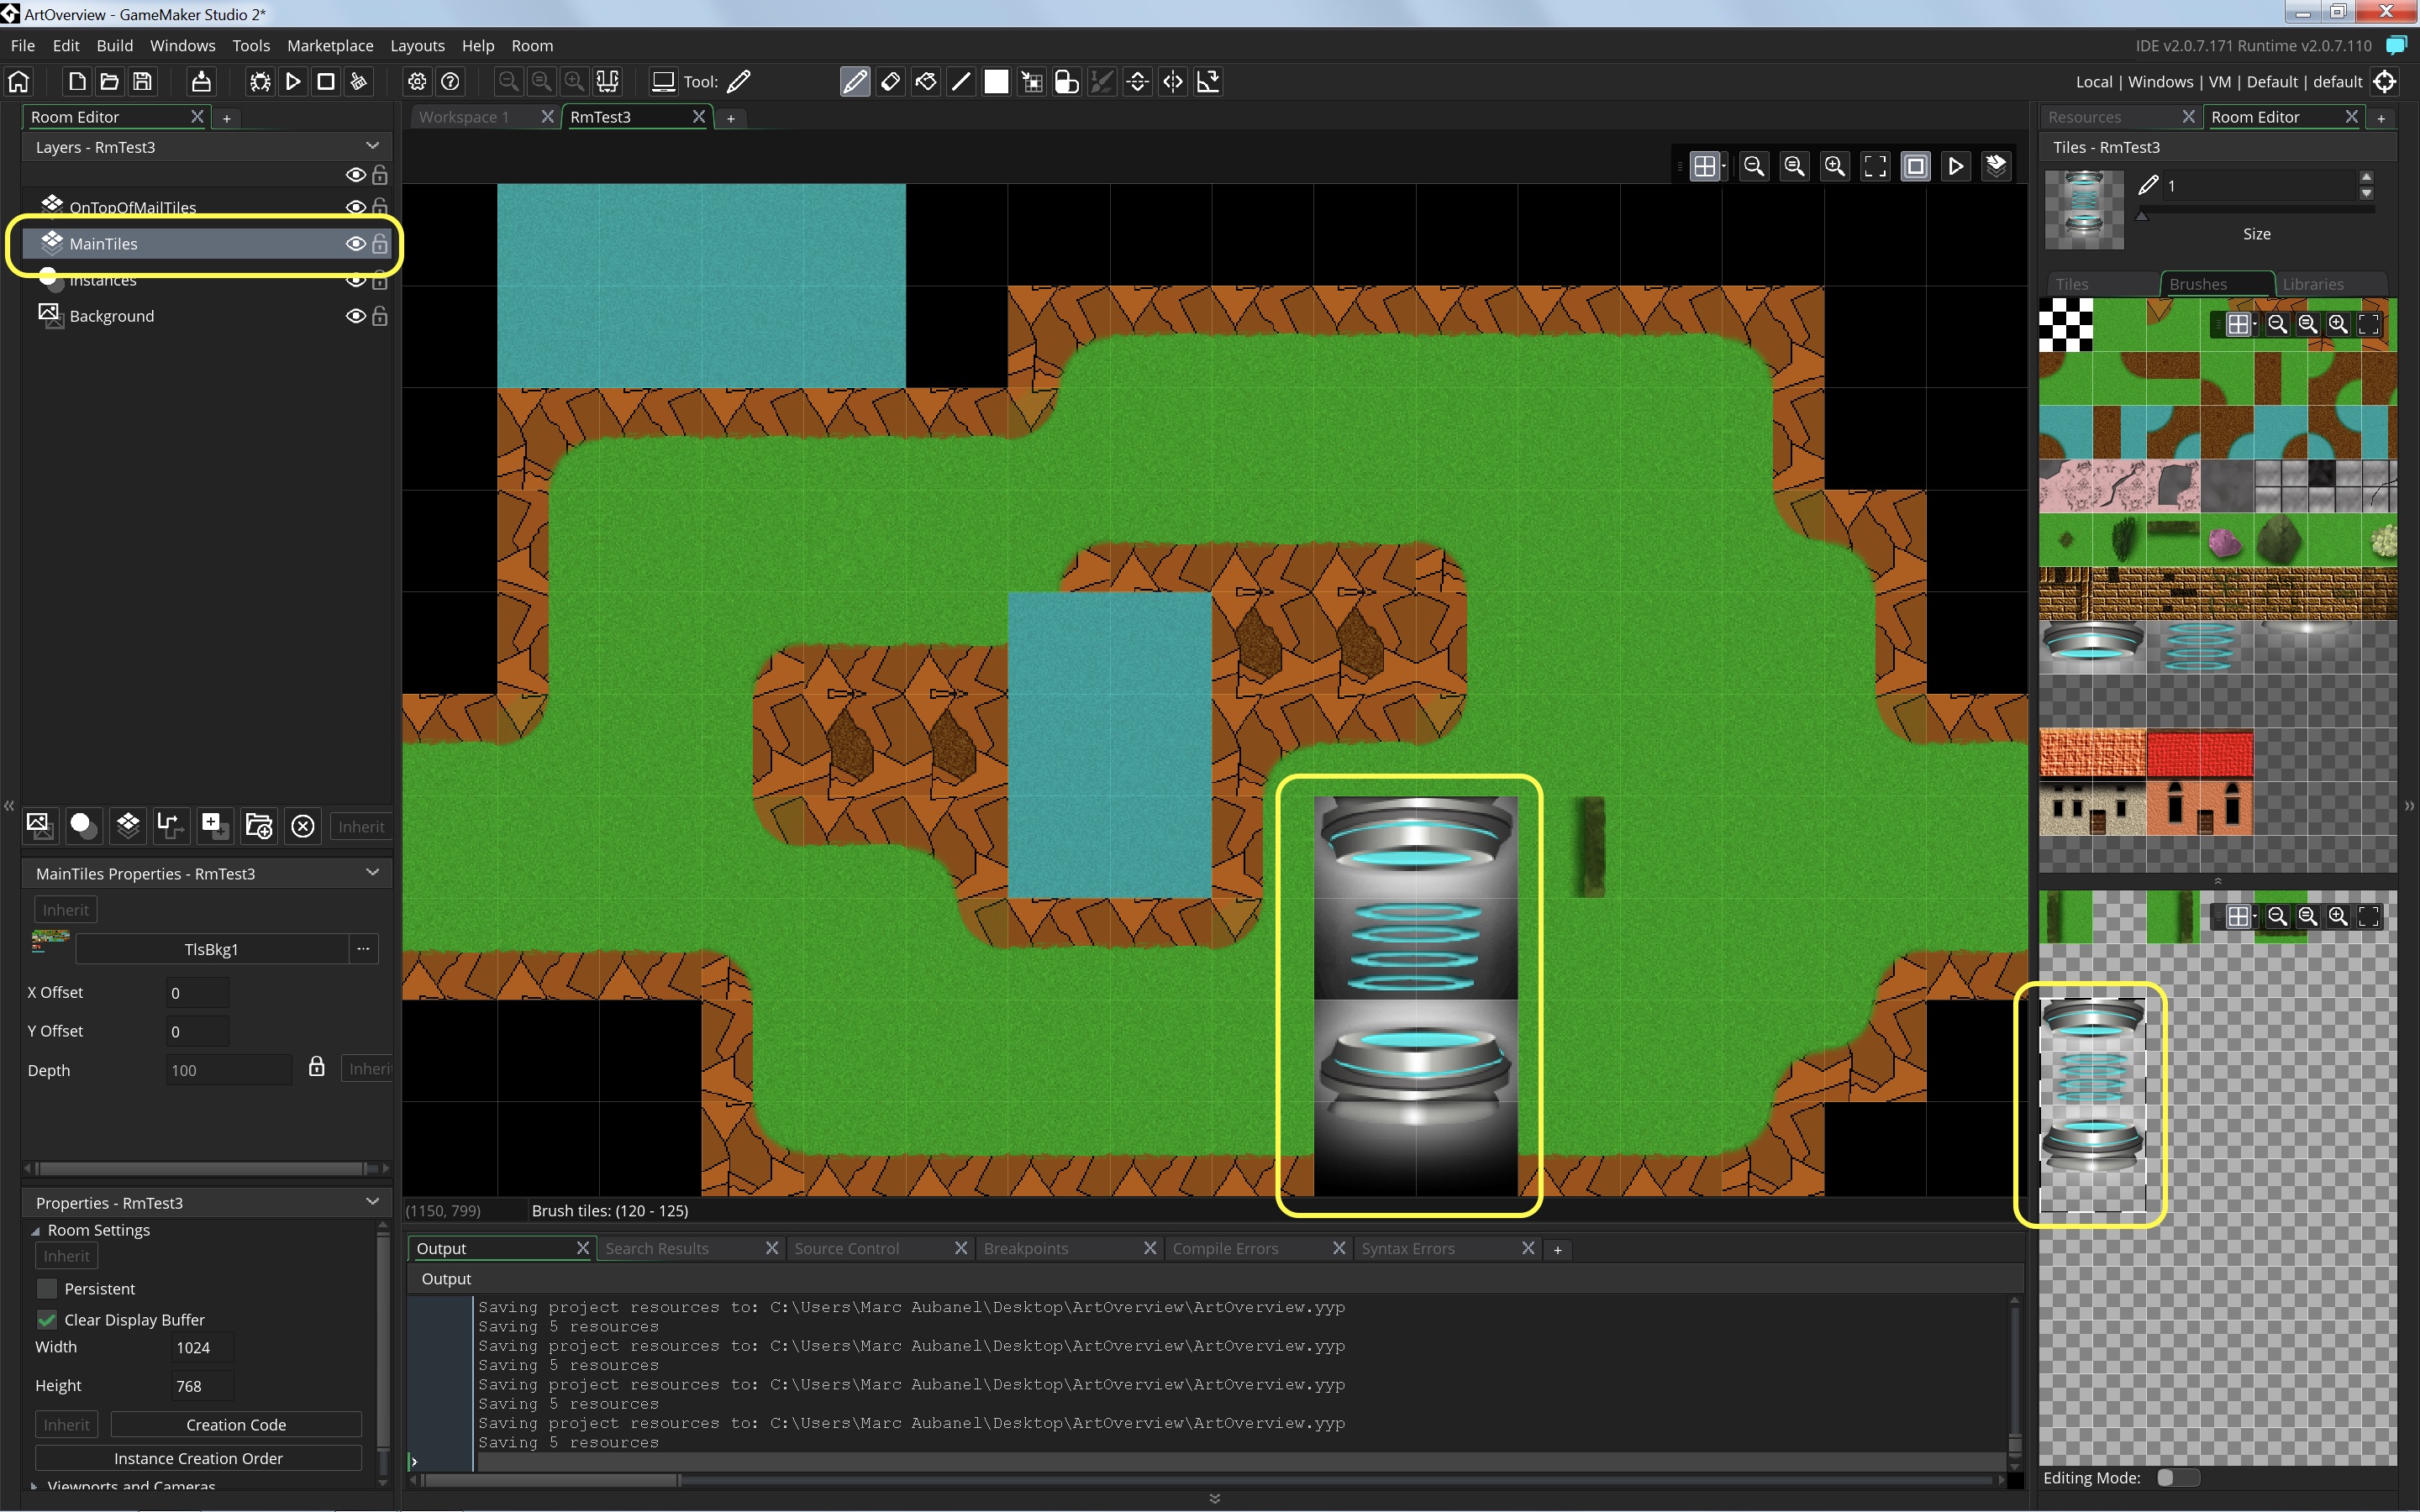 ArtOverview - GameMaker Studio 2*
File Edit Build Windows Tools Marketplace Layouts Help Room
IDE v2.0.7.171 Runtime v2.0.7.110
Tool:
Local | Windows | VM | Default | default
Room Editor
Workspace 1
RmTest3
Resources
Room Editor
Layers - RmTest3
Tiles - RmTest3
OnTopOfMailTiles
1
MainTiles
Size
Instances
Tiles
Brushes
Libraries
Background
Inherit
MainTiles Properties - RmTest3
Inherit
TlsBkg1
...
X Offset
0
Y Offset
0
Depth
100
Inheri
Properties - RmTest3
Room Settings
Inherit
Persistent
Clear Display Buffer
Width
1024
Height
768
Inherit
Creation Code
Instance Creation Order
Viewports and Cameras
(1150, 799)
Brush tiles: (120 - 125)
Output
Search Results
Source Control
Breakpoints
Compile Errors
Syntax Errors
Output
Saving project resources to: C:\Users\Marc Aubanel\Desktop\ArtOverview\ArtOverview.yyp
Saving 5 resources
Saving project resources to: C:\Users\Marc Aubanel\Desktop\ArtOverview\ArtOverview.yyp
Saving 5 resources
Saving project resources to: C:\Users\Marc Aubanel\Desktop\ArtOverview\ArtOverview.yyp
Saving 5 resources
Saving project resources to: C:\Users\Marc Aubanel\Desktop\ArtOverview\ArtOverview.yyp
Saving 5 resources
Editing Mode: